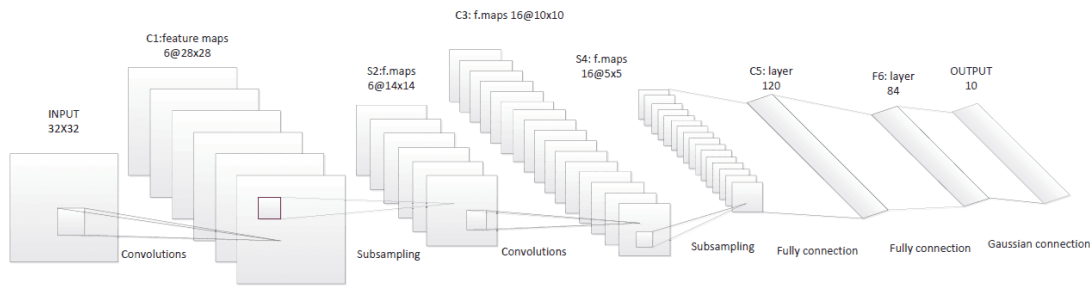 INPUT
32X32
C1:feature maps
6@28x28
S2:f.maps
6@14x14
C3: f.maps 16@10x10
S4: f.maps
16@5x5
C5: layer
120
F6: layer
84
OUTPUT
10
Convolutions
Subsampling
Convolutions
Subsampling
Fully connection
Fully connection
Gaussian connection